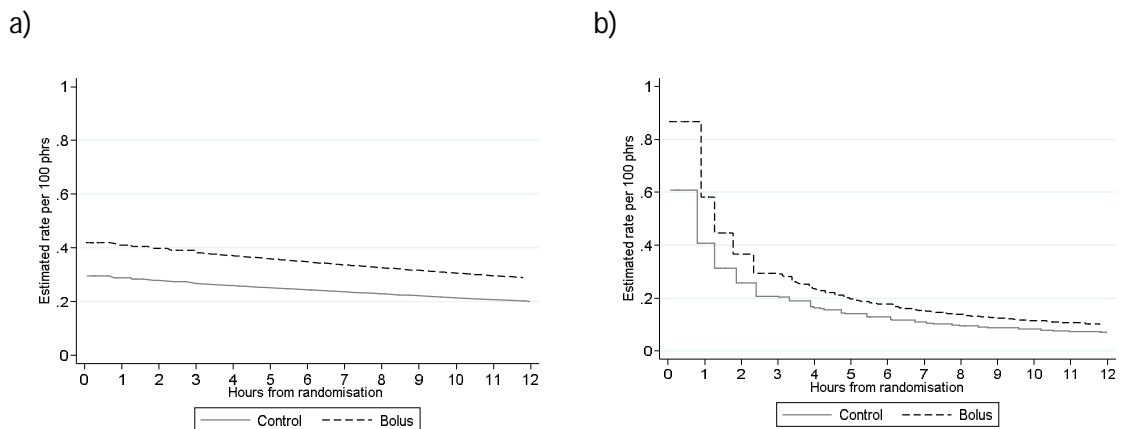 a)
Estimated rate per 100 phrs
1
.8
.6
.4
.2
0
0 1 2 3 4 5 6 7 8 9 10 11 12
Hours from randomisation
Control Bolus
b)
Estimated rate per 100 phrs
1
.8
.6
.4
.2
0
0 1 2 3 4 5 6 7 8 9 10 11 12
Hours from randomisation
Control Bolus